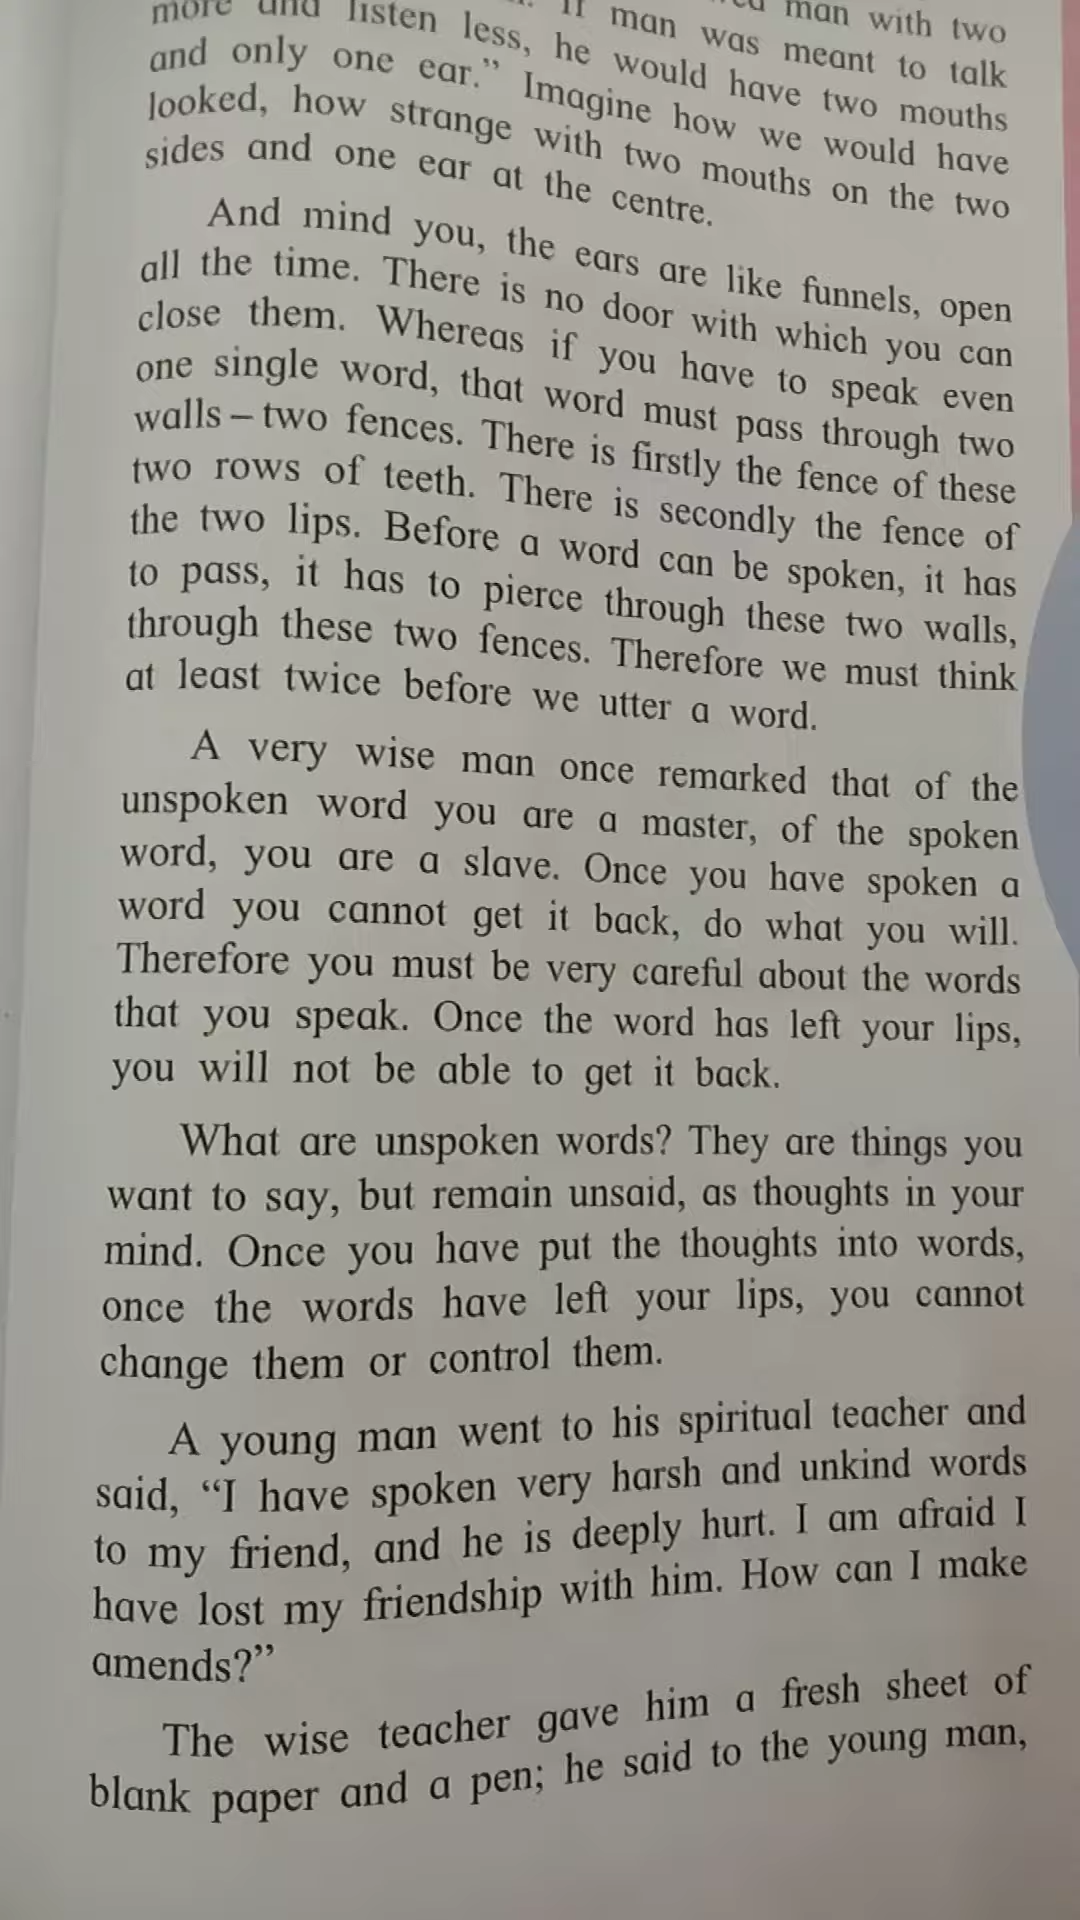 man with two
If man was meant to talk
more and listen less, he would have two mouths
and only one ear.” Imagine how we would have
looked, how strange with two mouths on the two
sides and one ear at the centre.
And mind you, the ears are like funnels, open
all the time. There is no door with which you can
close them. Whereas if you have to speak even
one single word, that word must pass through two
walls – two fences. There is firstly the fence of these
two rows of teeth. There is secondly the fence of
the two lips. Before a word can be spoken, it has
to pass, it has to pierce through these two walls,
through these two fences. Therefore we must think
at least twice before we utter a word.
A very wise man once remarked that of the
unspoken word you are a master, of the spoken
word, you are a slave. Once you have spoken a
word you cannot get it back, do what you will.
Therefore you must be very careful about the words
that you speak. Once the word has left your lips,
you will not be able to get it back.
What are unspoken words? They are things you
want to say, but remain unsaid, as thoughts in your
mind. Once you have put the thoughts into words,
once the words have left your lips, you cannot
change them or control them.
A young man went to his spiritual teacher and
said, “I have spoken very harsh and unkind words
to my friend, and he is deeply hurt. I am afraid I
have lost my friendship with him. How can I make
amends?”
The wise teacher gave him a fresh sheet of
blank paper and a pen; he said to the young man,